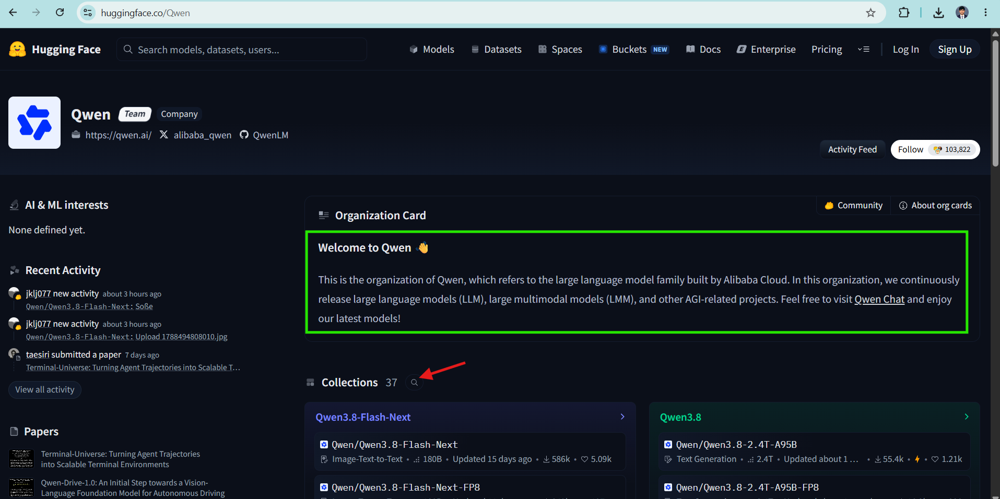 huggingface.co/Qwen
Hugging Face
Search models, datasets, users...
Models
Datasets
Spaces
Buckets NEW
Docs
Enterprise
Pricing
Log In
Sign Up
Qwen Team Company
https://qwen.ai/ alibaba_qwen QwenLM
Activity Feed
Follow 103,822
AI & ML interests
None defined yet.
Recent Activity
jklj077 new activity about 3 hours ago
Qwen/Qwen3.8-Flash-Next: Soße
jklj077 new activity about 3 hours ago
Qwen/Qwen3.8-Flash-Next: Upload 1788494808010.jpg
taesiri submitted a paper 7 days ago
Terminal-Universe: Turning Agent Trajectories into Scalable T...
View all activity
Papers
Terminal-Universe: Turning Agent Trajectories
into Scalable Terminal Environments
Qwen-Drive-1.0: An Initial Step towards a Vision-
Language Foundation Model for Autonomous Driving
Community
About org cards
Organization Card
Welcome to Qwen 👋
This is the organization of Qwen, which refers to the large language model family built by Alibaba Cloud. In this organization, we continuously
release large language models (LLM), large multimodal models (LMM), and other AGI-related projects. Feel free to visit Qwen Chat and enjoy
our latest models!
Collections 37
Qwen3.8-Flash-Next
Qwen/Qwen3.8-Flash-Next
Image-Text-to-Text • 180B • Updated 15 days ago • 586k • 5.09k
Qwen/Qwen3.8-Flash-Next-FP8
Qwen3.8
Qwen/Qwen3.8-2.4T-A95B
Text Generation • 2.4T • Updated about 1 ... • 55.4k • • 1.21k
Qwen/Qwen3.8-2.4T-A95B-FP8